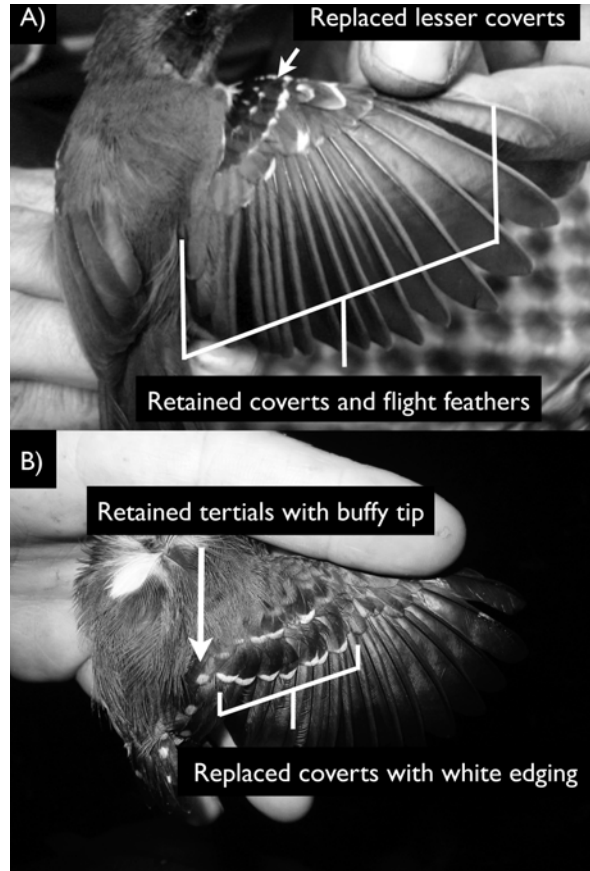 A)
Replaced lesser coverts
Retained coverts and flight feathers
B)
Retained tertials with buffy tip
Replaced coverts with white edging